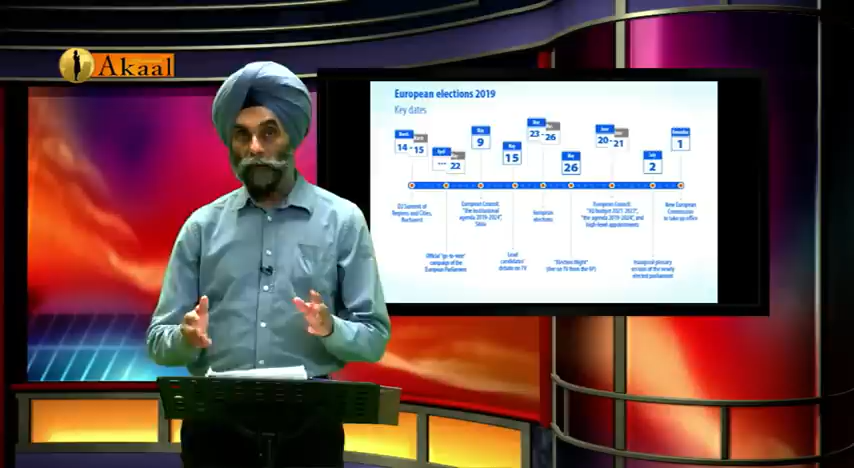 Akaal
European elections 2019
Key dates
14 - 15
22
May
9
May
15
May
23 - 26
May
26
June
20 - 21
July
2
1
EU Summit of
Regions and Cities,
Bucharest
Official "go-to-vote"
campaign of the
European Parliament
European Council:
"the institutional
agenda 2019-2024",
Sibiu
Lead
candidates'
debate on TV
European
elections
"Election Night"
(live on TV from the EP)
European Council:
"EU budget 2021-2027",
"the agenda 2019-2024", and
high-level appointments
Inaugural plenary
session of the newly
elected parliament
New European
Commission
to take up office